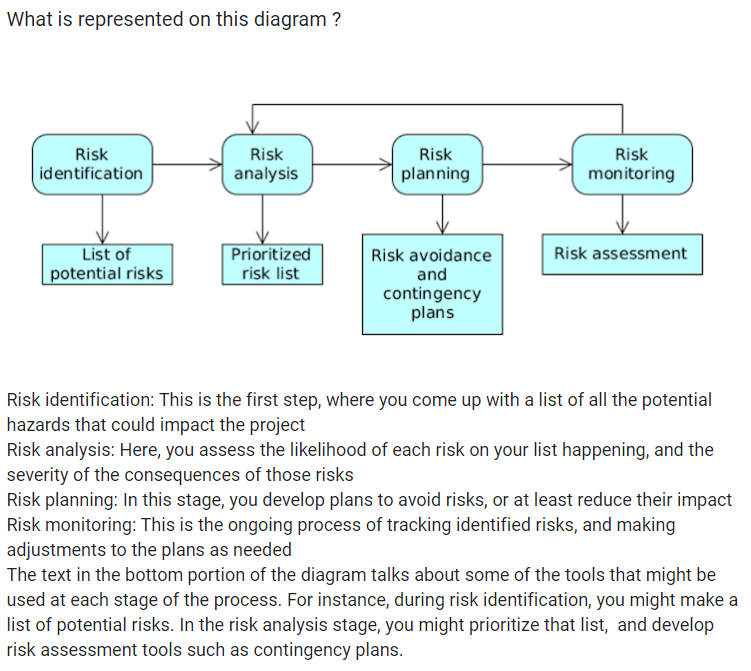 What is represented on this diagram ?
Risk
identification
Risk
analysis
Risk
planning
Risk
monitoring
List of
potential risks
Prioritized
risk list
Risk avoidance
and
contingency
plans
Risk assessment
Risk identification: This is the first step, where you come up with a list of all the potential
hazards that could impact the project
Risk analysis: Here, you assess the likelihood of each risk on your list happening, and the
severity of the consequences of those risks
Risk planning: In this stage, you develop plans to avoid risks, or at least reduce their impact
Risk monitoring: This is the ongoing process of tracking identified risks, and making
adjustments to the plans as needed
The text in the bottom portion of the diagram talks about some of the tools that might be
used at each stage of the process. For instance, during risk identification, you might make a
list of potential risks. In the risk analysis stage, you might prioritize that list,  and develop
risk assessment tools such as contingency plans.